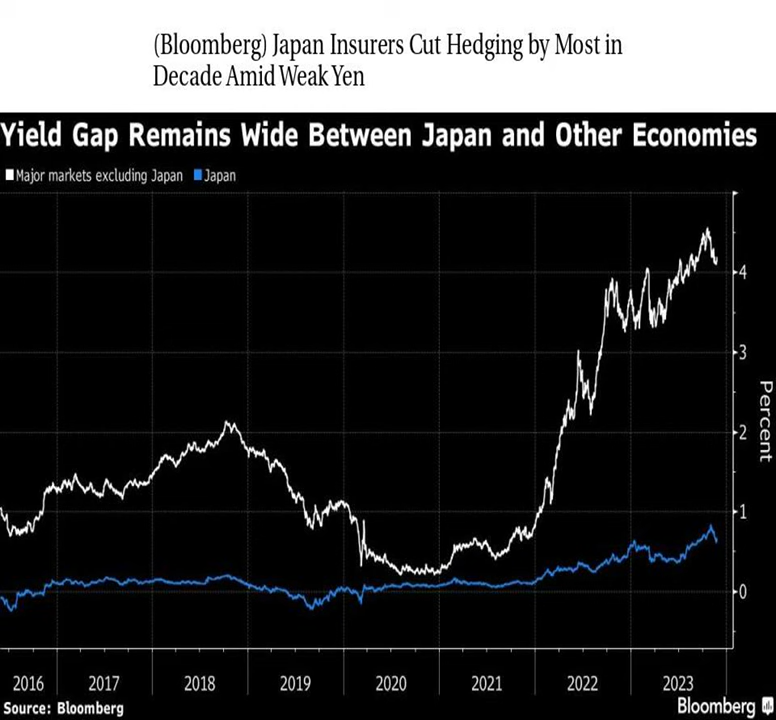 (Bloomberg) Japan Insurers Cut Hedging by Most in
Decade Amid Weak Yen
Yield Gap Remains Wide Between Japan and Other Economies
Major markets excluding Japan Japan
4
3
2
1
0
Percent
2016 2017 2018 2019 2020 2021 2022 2023
Source: Bloomberg
Bloomberg